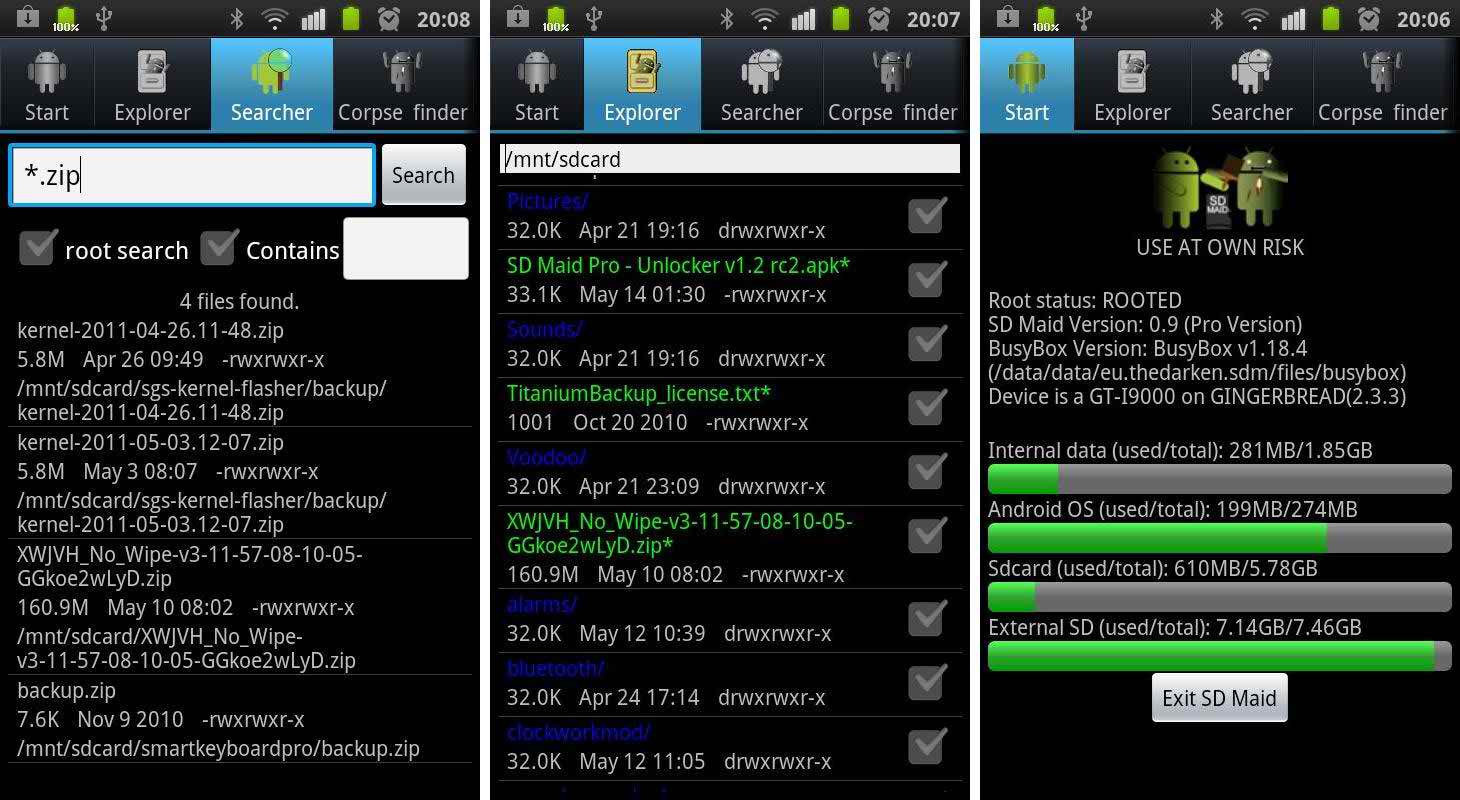 100%
20:08
Start
Explorer
Searcher
Corpse finder
*.zip
Search
root search
Contains
4 files found.
kernel-2011-04-26.11-48.zip
5.8M Apr 26 09:49 -rwxrwxr-x
/mnt/sdcard/sgs-kernel-flasher/backup/
kernel-2011-04-26.11-48.zip
kernel-2011-05-03.12-07.zip
5.8M May 3 08:07 -rwxrwxr-x
/mnt/sdcard/sgs-kernel-flasher/backup/
kernel-2011-05-03.12-07.zip
XWJVH_No_Wipe-v3-11-57-08-10-05-
GGkoe2wLyD.zip
160.9M May 10 08:02 -rwxrwxr-x
/mnt/sdcard/XWJVH_No_Wipe-
v3-11-57-08-10-05-GGkoe2wLyD.zip
backup.zip
7.6K Nov 9 2010 -rwxrwxr-x
/mnt/sdcard/smartkeyboardpro/backup.zip
100%
20:07
Start
Explorer
Searcher
Corpse finder
/mnt/sdcard
Pictures/
32.0K Apr 21 19:16 drwxrwxr-x
SD Maid Pro - Unlocker v1.2 rc2.apk*
33.1K May 14 01:30 -rwxrwxr-x
Sounds/
32.0K Apr 21 19:16 drwxrwxr-x
TitaniumBackup_license.txt*
1001 Oct 20 2010 -rwxrwxr-x
Voodoo/
32.0K Apr 21 23:09 drwxrwxr-x
XWJVH_No_Wipe-v3-11-57-08-10-05-
GGkoe2wLyD.zip*
160.9M May 10 08:02 -rwxrwxr-x
alarms/
32.0K May 12 10:39 drwxrwxr-x
bluetooth/
32.0K Apr 24 17:14 drwxrwxr-x
clockworkmod/
32.0K May 12 11:05 drwxrwxr-x
100%
20:06
Start
Explorer
Searcher
Corpse finder
SD
MAID
USE AT OWN RISK
Root status: ROOTED
SD Maid Version: 0.9 (Pro Version)
BusyBox Version: BusyBox v1.18.4
(/data/data/eu.thedarken.sdm/files/busybox)
Device is a GT-I9000 on GINGERBREAD(2.3.3)
Internal data (used/total): 281MB/1.85GB
Android OS (used/total): 199MB/274MB
Sdcard (used/total): 610MB/5.78GB
External SD (used/total): 7.14GB/7.46GB
Exit SD Maid